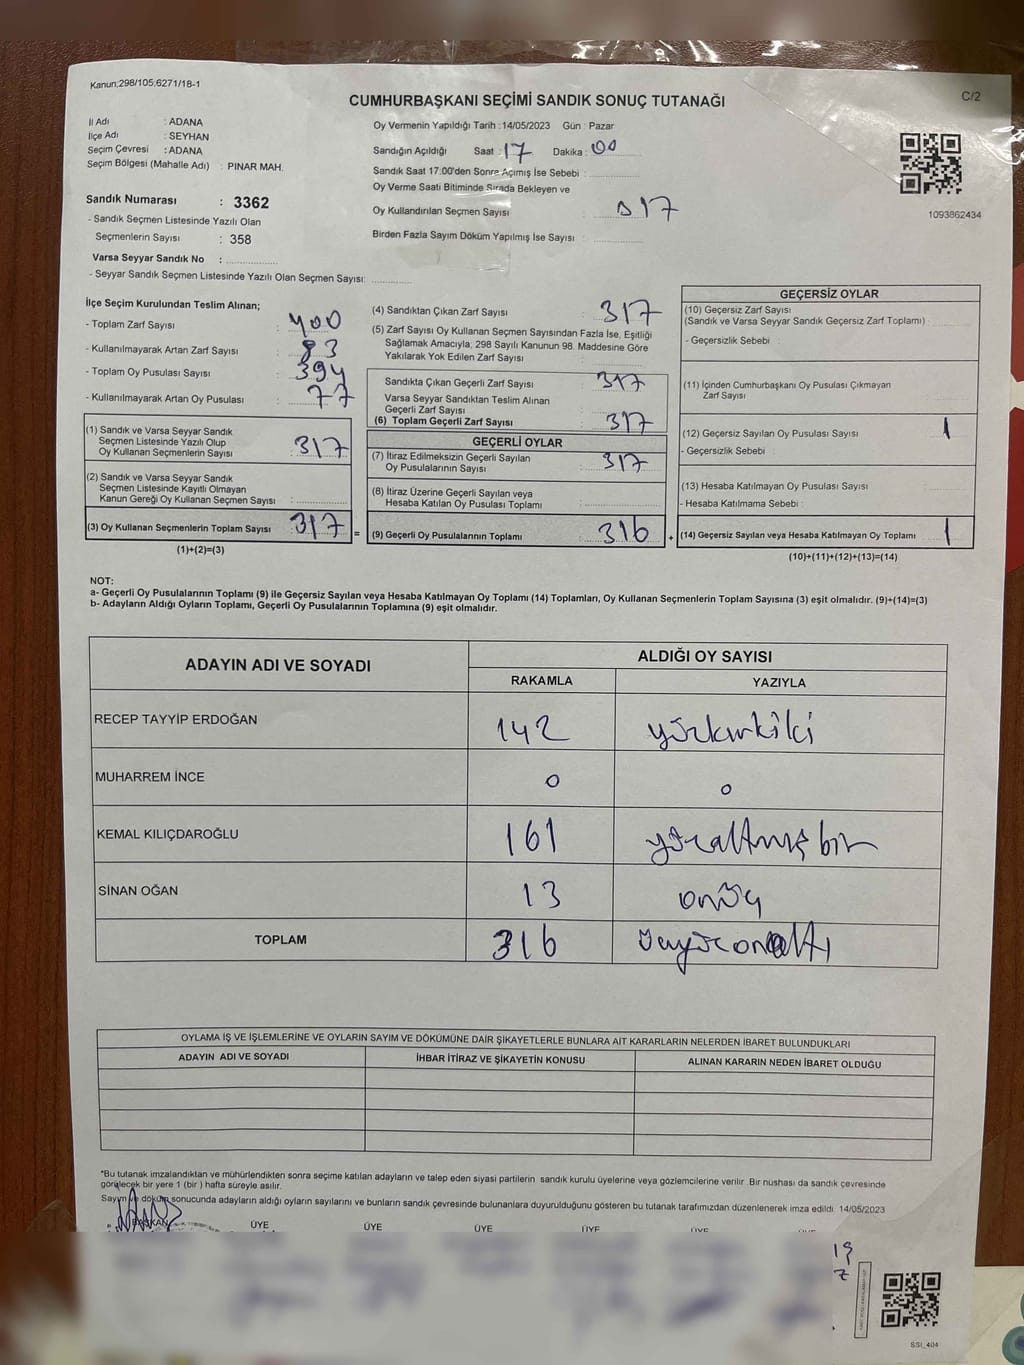 Kanun;298/105;6271/18-1
C/2
CUMHURBAŞKANI SEÇİMİ SANDIK SONUÇ TUTANAĞI
İl Adı : ADANA
İlçe Adı : SEYHAN
Seçim Çevresi : ADANA
Seçim Bölgesi (Mahalle Adı) : PINAR MAH.
Sandık Numarası : 3362
- Sandık Seçmen Listesinde Yazılı Olan
Seçmenlerin Sayısı : 358
Varsa Seyyar Sandık No :
- Seyyar Sandık Seçmen Listesinde Yazılı Olan Seçmen Sayısı:
Oy Vermenin Yapıldığı Tarih :14/05/2023 Gün : Pazar
Sandığın Açıldığı Saat : 17 Dakika : 00
Sandık Saat 17:00'den Sonra Açımış İse Sebebi :
Oy Verme Saati Bitiminde Sırada Bekleyen ve
Oy Kullandırılan Seçmen Sayısı : 017
Birden Fazla Sayım Döküm Yapılmış İse Sayısı :
1093862434
İlçe Seçim Kurulundan Teslim Alınan;
- Toplam Zarf Sayısı : 400
- Kullanılmayarak Artan Zarf Sayısı : 83
- Toplam Oy Pusulası Sayısı : 394
- Kullanılmayarak Artan Oy Pusulası : 77
(1) Sandık ve Varsa Seyyar Sandık
Seçmen Listesinde Yazılı Olup
Oy Kullanan Seçmenlerin Sayısı : 317
(2) Sandık ve Varsa Seyyar Sandık
Seçmen Listesinde Kayıtlı Olmayan
Kanun Gereği Oy Kullanan Seçmen Sayısı :
(3) Oy Kullanan Seçmenlerin Toplam Sayısı : 317
(1)+(2)=(3)
=
(4) Sandıktan Çıkan Zarf Sayısı : 317
(5) Zarf Sayısı Oy Kullanan Seçmen Sayısından Fazla İse, Eşitliği
Sağlamak Amacıyla; 298 Sayılı Kanunun 98. Maddesine Göre
Yakılarak Yok Edilen Zarf Sayısı :
Sandıkta Çıkan Geçerli Zarf Sayısı : 317
Varsa Seyyar Sandıktan Teslim Alınan
Geçerli Zarf Sayısı :
(6) Toplam Geçerli Zarf Sayısı : 317
GEÇERLİ OYLAR
(7) İtiraz Edilmeksizin Geçerli Sayılan
Oy Pusulalarının Sayısı : 317
(8) İtiraz Üzerine Geçerli Sayılan veya
Hesaba Katılan Oy Pusulası Toplamı :
(9) Geçerli Oy Pusulalarının Toplamı : 316
+
GEÇERSİZ OYLAR
(10) Geçersiz Zarf Sayısı
(Sandık ve Varsa Seyyar Sandık Geçersiz Zarf Toplamı) :
- Geçersizlik Sebebi :
(11) İçinden Cumhurbaşkanı Oy Pusulası Çıkmayan
Zarf Sayısı :
(12) Geçersiz Sayılan Oy Pusulası Sayısı : 1
- Geçersizlik Sebebi :
(13) Hesaba Katılmayan Oy Pusulası Sayısı :
- Hesaba Katılmama Sebebi :
(14) Geçersiz Sayılan veya Hesaba Katılmayan Oy Toplamı : 1
(10)+(11)+(12)+(13)=(14)
NOT:
a- Geçerli Oy Pusulalarının Toplamı (9) ile Geçersiz Sayılan veya Hesaba Katılmayan Oy Toplamı (14) Toplamları, Oy Kullanan Seçmenlerin Toplam Sayısına (3) eşit olmalıdır. (9)+(14)=(3)
b- Adayların Aldığı Oyların Toplamı, Geçerli Oy Pusulalarının Toplamına (9) eşit olmalıdır.
ADAYIN ADI VE SOYADI ALDIĞI OY SAYISI
RAKAMLA YAZIYLA
RECEP TAYYİP ERDOĞAN 142 yüzkırkiki
MUHARREM İNCE 0 0
KEMAL KILIÇDAROĞLU 161 yüzaltmış bir
SİNAN OĞAN 13 onüç
TOPLAM 316 üçyüzonaltı
OYLAMA İŞ VE İŞLEMLERİNE VE OYLARIN SAYIM VE DÖKÜMÜNE DAİR ŞİKAYETLERLE BUNLARA AİT KARARLARIN NELERDEN İBARET BULUNDUKLARI
ADAYIN ADI VE SOYADI İHBAR İTİRAZ VE ŞİKAYETİN KONUSU ALINAN KARARIN NEDEN İBARET OLDUĞU
*Bu tutanak imzalandıktan ve mühürlendikten sonra seçime katılan adayların ve talep eden siyasi partilerin sandık kurulu üyelerine veya gözlemcilerine verilir. Bir nüshası da sandık çevresinde
görülecek bir yere 1 (bir ) hafta süreyle asılır.
Sayım ve döküm sonucunda adayların aldığı oyların sayılarını ve bunların sandık çevresinde bulunanlara duyurulduğunu gösteren bu tutanak tarafımızdan düzenlenerek imza edildi. 14/05/2023
BAŞKAN ÜYE ÜYE ÜYE ÜYE ÜYE
SSİ_404